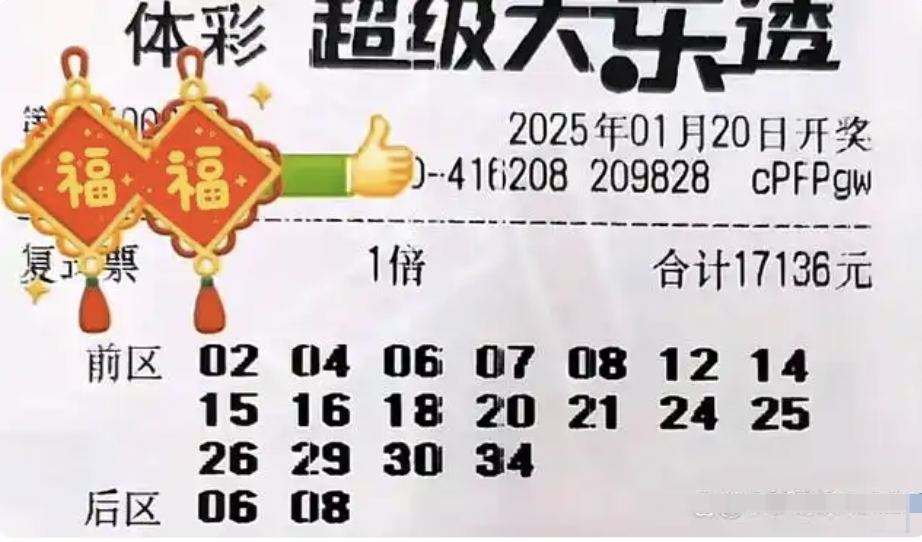 体彩 超级大乐透
福 福
2025年01月20日开奖
-416208 209828 cPFPgw
复式票 1倍 合计17136元
前区 02 04 06 07 08 12 14
15 16 18 20 21 24 25
26 29 30 34
后区 06 08